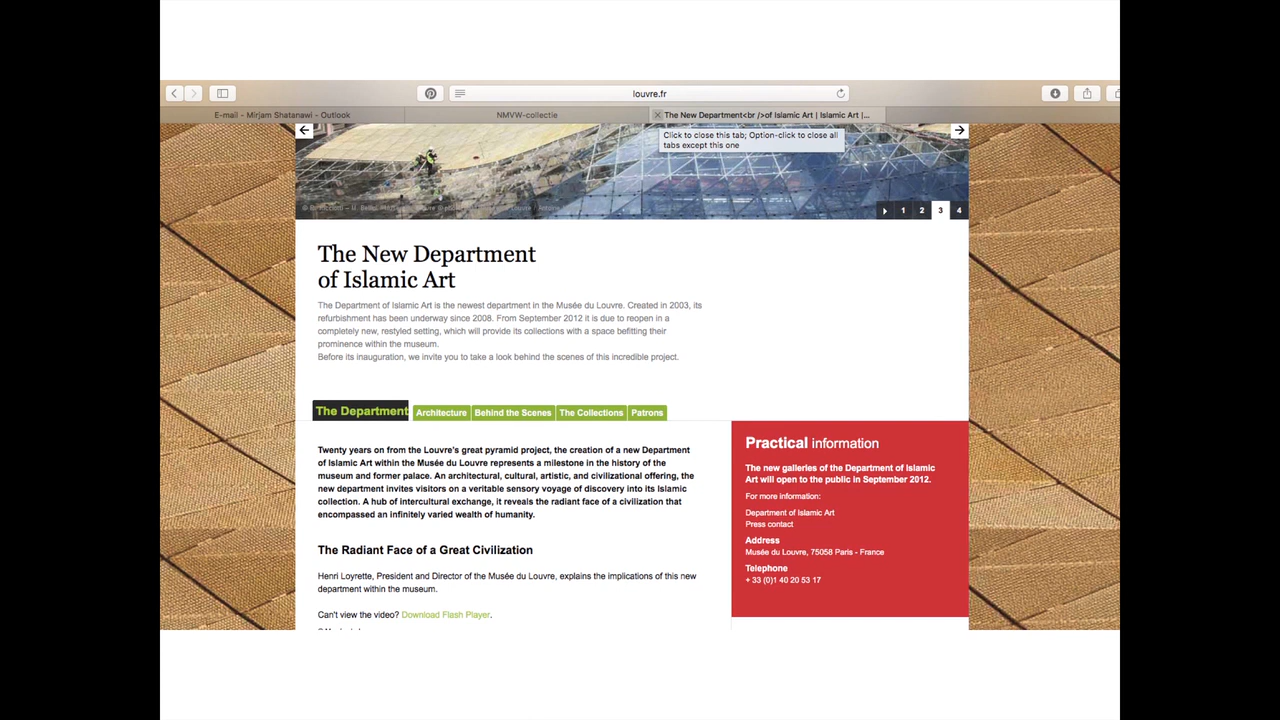 louvre.fr
E-mail - Mirjam Shatanawi - Outlook
NMVW-collectie
The New Department<br />of Islamic Art | Islamic Art |...
Click to close this tab; Option-click to close all
tabs except this one
1 2 3 4
The New Department
of Islamic Art
The Department of Islamic Art is the newest department in the Musée du Louvre. Created in 2003, its
refurbishment has been underway since 2008. From September 2012 it is due to reopen in a
completely new, restyled setting, which will provide its collections with a space befitting their
prominence within the museum.
Before its inauguration, we invite you to take a look behind the scenes of this incredible project.
The Department
Architecture
Behind the Scenes
The Collections
Patrons
Twenty years on from the Louvre's great pyramid project, the creation of a new Department
of Islamic Art within the Musée du Louvre represents a milestone in the history of the
museum and former palace. An architectural, cultural, artistic, and civilizational offering, the
new department invites visitors on a veritable sensory voyage of discovery into its Islamic
collection. A hub of intercultural exchange, it reveals the radiant face of a civilization that
encompassed an infinitely varied wealth of humanity.
The Radiant Face of a Great Civilization
Henri Loyrette, President and Director of the Musée du Louvre, explains the implications of this new
department within the museum.
Can't view the video? Download Flash Player.
Practical information
The new galleries of the Department of Islamic
Art will open to the public in September 2012.
For more information:
Department of Islamic Art
Press contact
Address
Musée du Louvre, 75058 Paris - France
Telephone
+ 33 (0)1 40 20 53 17